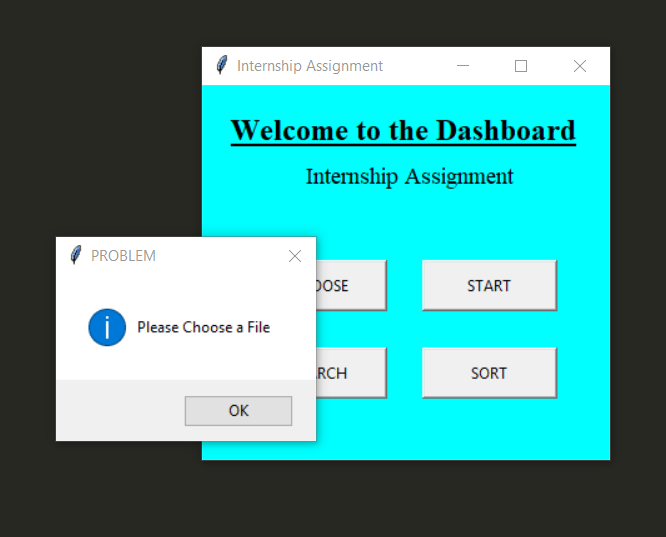 Internship Assignment
Welcome to the Dashboard
Internship Assignment
PROBLEM
Please Choose a File
OK
OOSE
START
RCH
SORT